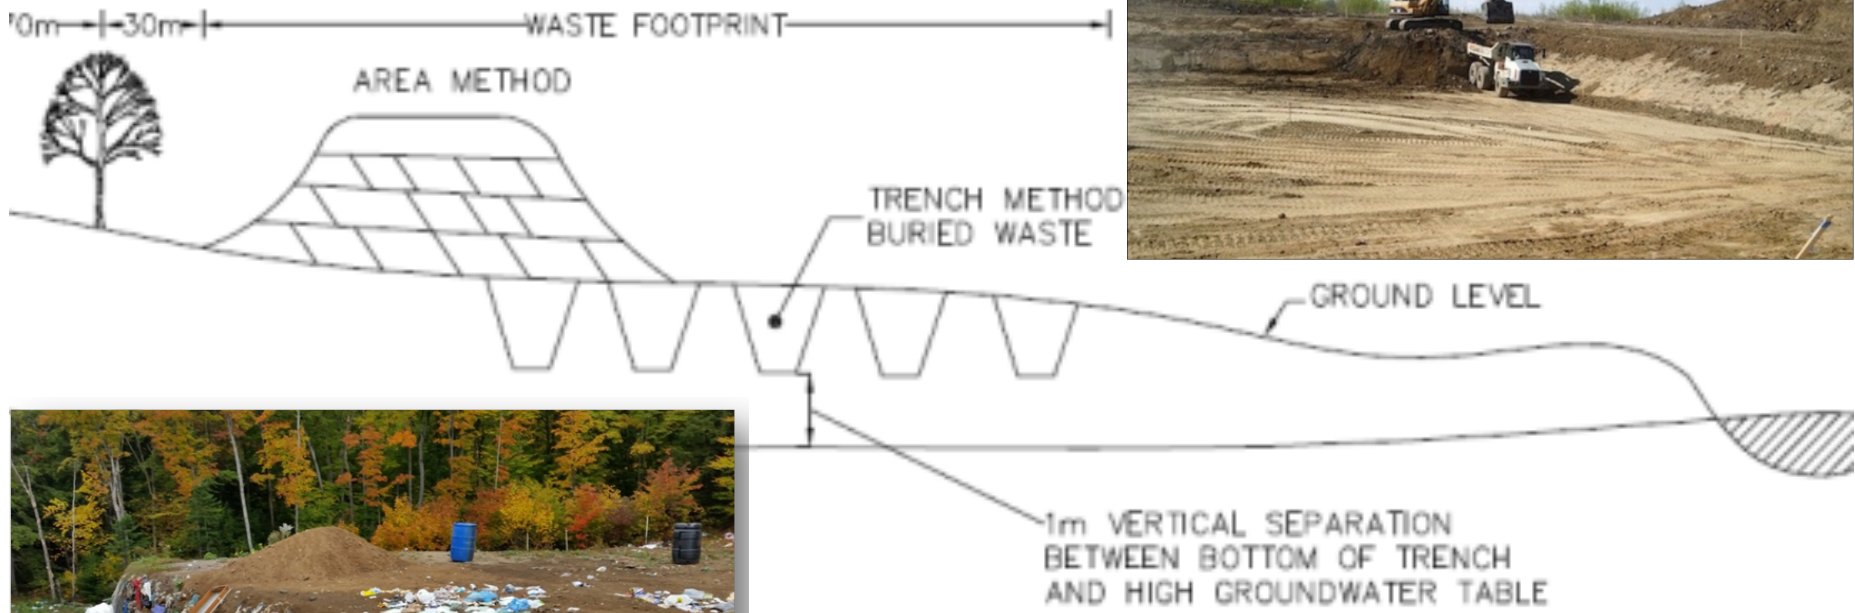 30m
WASTE FOOTPRINT
AREA METHOD
TRENCH METHOD
BURIED WASTE
GROUND LEVEL
1m VERTICAL SEPARATION
BETWEEN BOTTOM OF TRENCH
AND HIGH GROUNDWATER TABLE